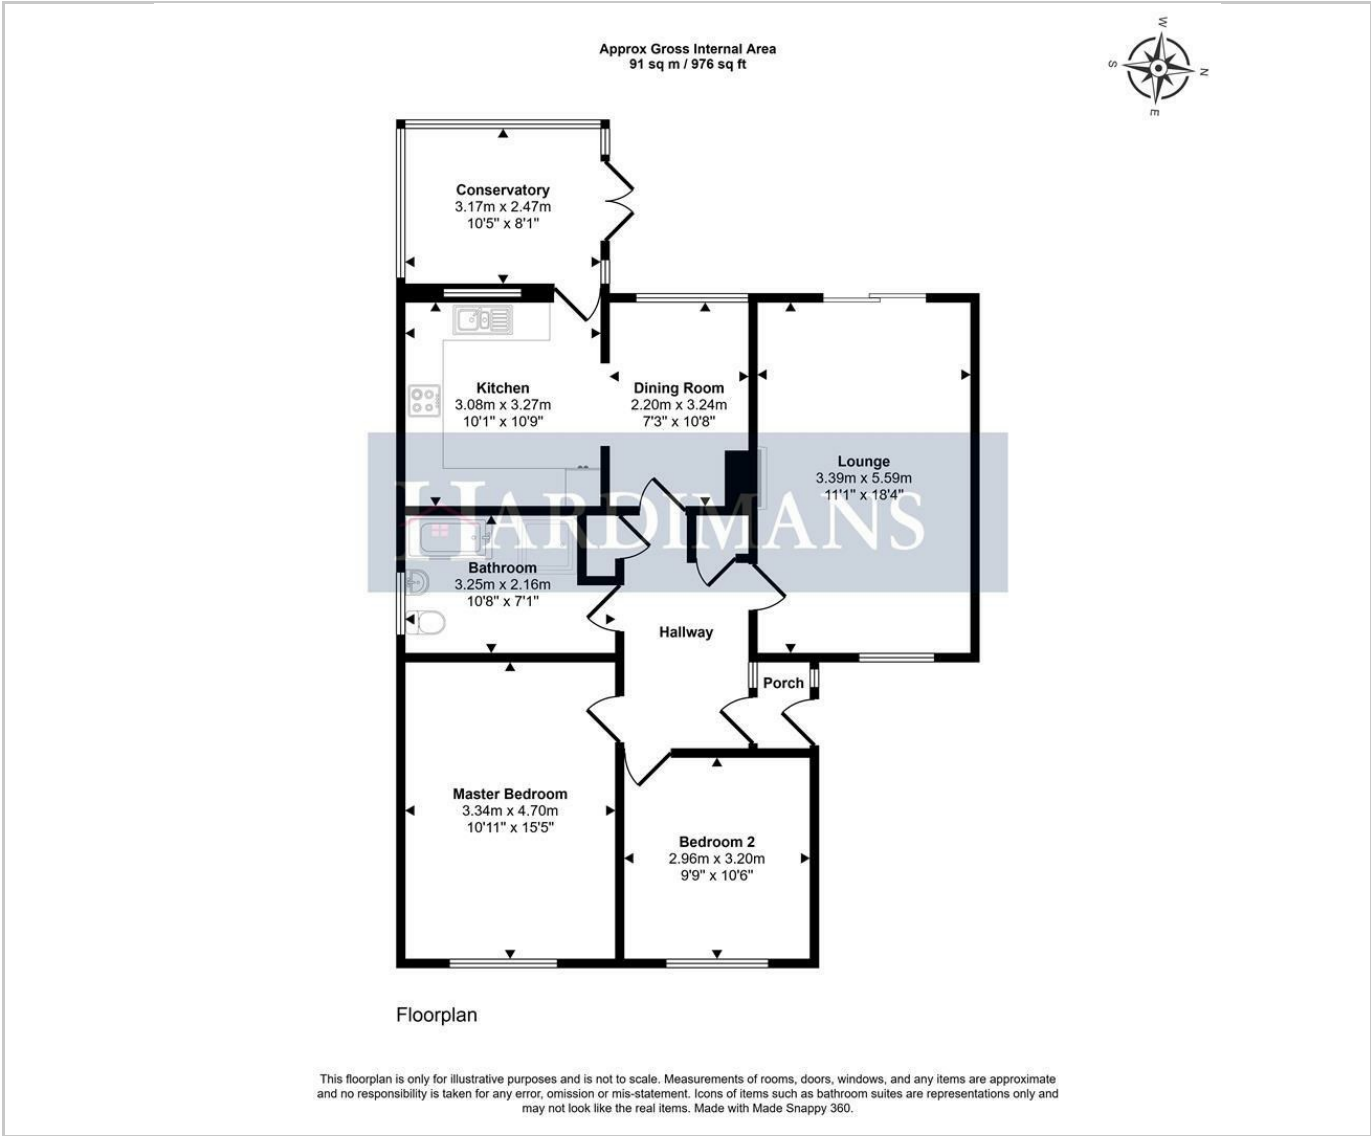 Approx Gross Internal Area
91 sq m / 976 sq ft
W
S
N
E
Conservatory
3.17m x 2.47m
10'5" x 8'1"
Kitchen
3.08m x 3.27m
10'1" x 10'9"
Dining Room
2.20m x 3.24m
7'3" x 10'8"
Lounge
3.39m x 5.59m
11'1" x 18'4"
HARDIMANS
Bathroom
3.25m x 2.16m
10'8" x 7'1"
Hallway
Porch
Master Bedroom
3.34m x 4.70m
10'11" x 15'5"
Bedroom 2
2.96m x 3.20m
9'9" x 10'6"
Floorplan
This floorplan is only for illustrative purposes and is not to scale. Measurements of rooms, doors, windows, and any items are approximate
and no responsibility is taken for any error, omission or mis-statement. Icons of items such as bathroom suites are representations only and
may not look like the real items. Made with Made Snappy 360.